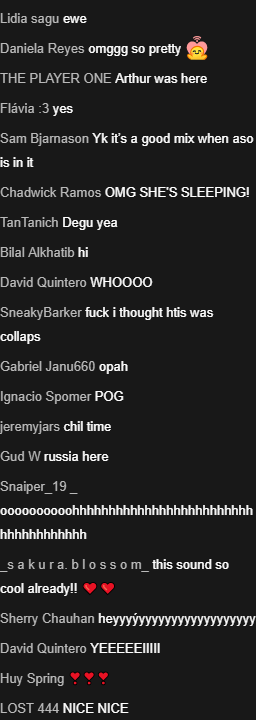 Lidia sagu ewe
Daniela Reyes omggg so pretty
THE PLAYER ONE Arthur was here
Flávia :3 yes
Sam Bjarnason Yk it's a good mix when aso
is in it
Chadwick Ramos OMG SHE'S SLEEPING!
TanTanich Degu yea
Bilal Alkhatib hi
David Quintero WHOOOO
SneakyBarker fuck i thought htis was
collaps
Gabriel Janu660 opah
Ignacio Spomer POG
jeremyjars chil time
Gud W russia here
Snaiper_19 _
oooooooooohhhhhhhhhhhhhhhhhhhhhhhhh
hhhhhhhhhhhh
_s a k u r a. b l o s s o m_ this sound so
cool already!! ❤❤
Sherry Chauhan heyyyýyyyyyyyyyyyyyyyyyy
David Quintero YEEEEEIIIII
Huy Spring ❣❣❣
LOST 444 NICE NICE